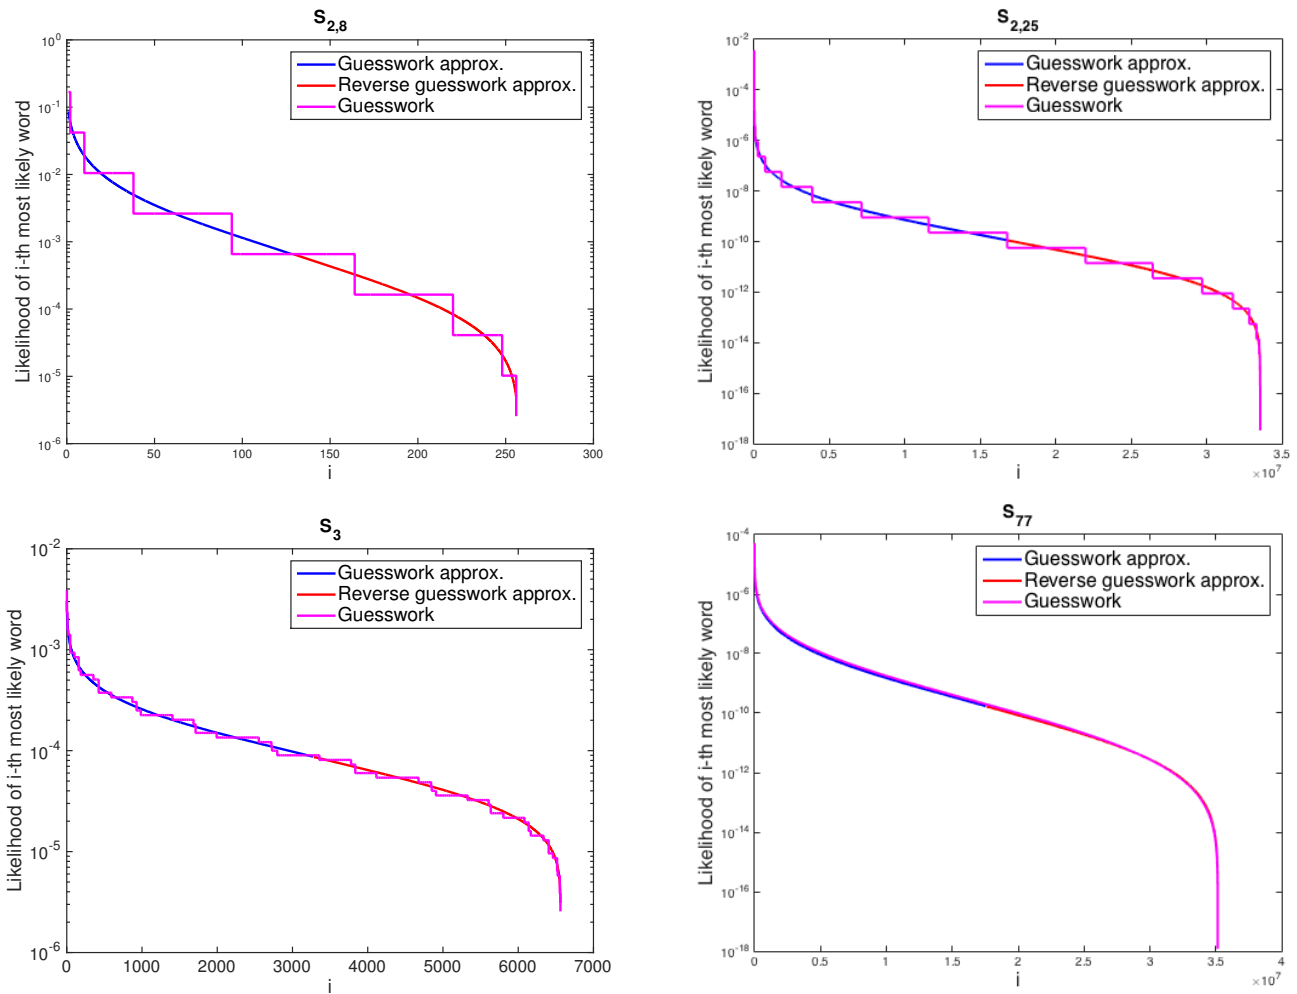 S2,8
Guesswork approx.
Reverse guesswork approx.
Guesswork
Likelihood of i-th most likely word
10^0
10^-1
10^-2
10^-3
10^-4
10^-5
10^-6
0 50 100 150 200 250 300
i
S2,25
Guesswork approx.
Reverse guesswork approx.
Guesswork
Likelihood of i-th most likely word
10^-2
10^-4
10^-6
10^-8
10^-10
10^-12
10^-14
10^-16
10^-18
0 0.5 1 1.5 2 2.5 3 3.5
i
×10^7
S3
Guesswork approx.
Reverse guesswork approx.
Guesswork
Likelihood of i-th most likely word
10^-2
10^-3
10^-4
10^-5
10^-6
0 1000 2000 3000 4000 5000 6000 7000
i
S77
Guesswork approx.
Reverse guesswork approx.
Guesswork
Likelihood of i-th most likely word
10^-4
10^-6
10^-8
10^-10
10^-12
10^-14
10^-16
10^-18
0 0.5 1 1.5 2 2.5 3 3.5 4
i
×10^7